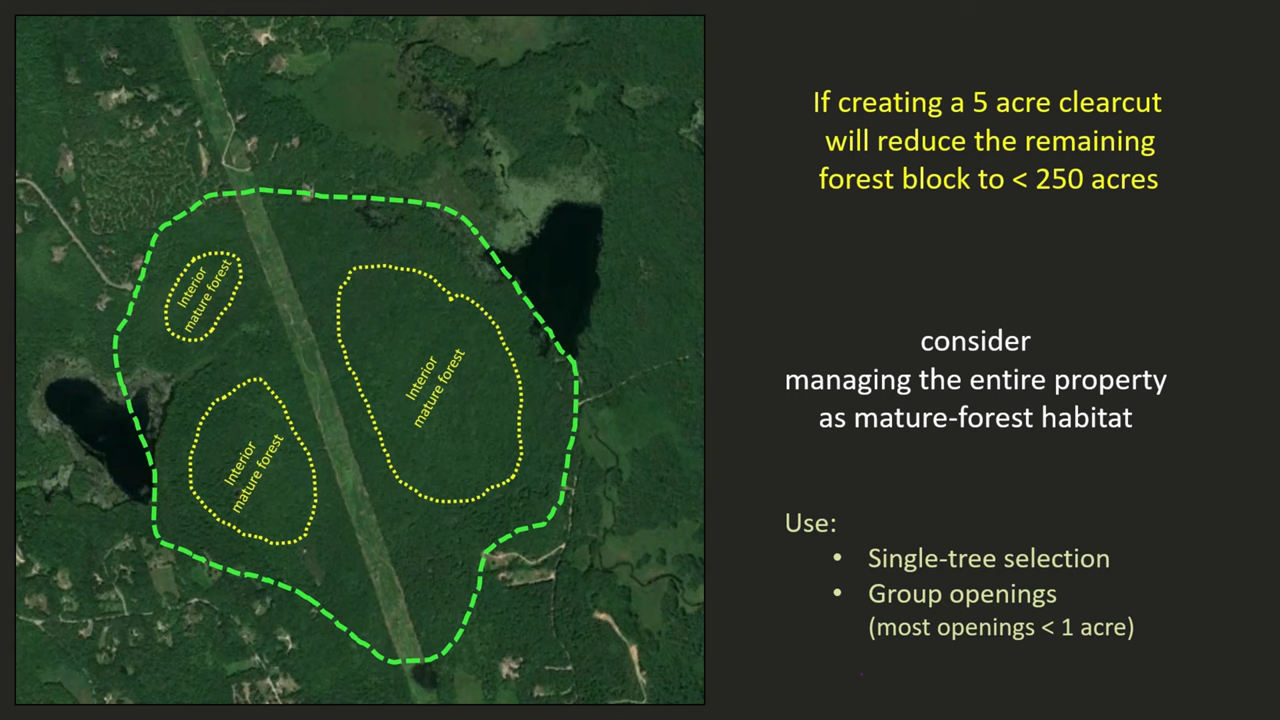 If creating a 5 acre clearcut
will reduce the remaining
forest block to < 250 acres
Interior
mature forest
Interior
mature forest
Interior
mature forest
consider
managing the entire property
as mature-forest habitat
Use:
• Single-tree selection
• Group openings
(most openings < 1 acre)